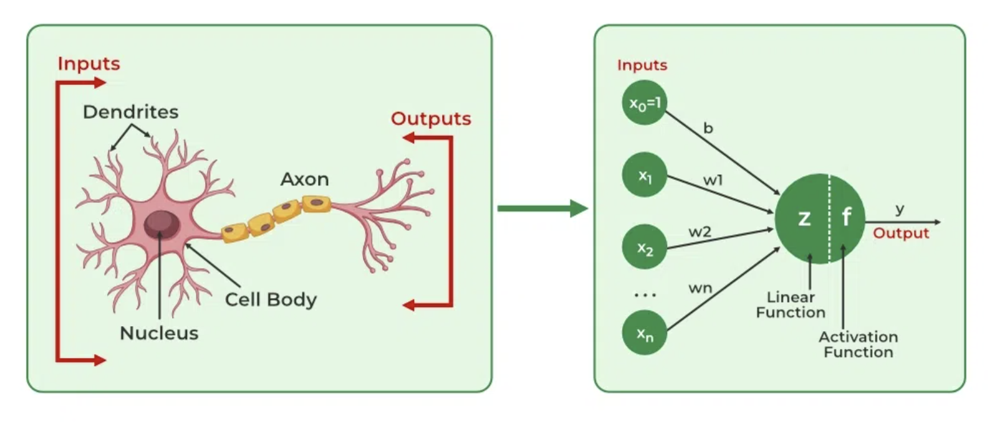 Inputs
Dendrites
Outputs
Axon
Cell Body
Nucleus
Inputs
x0=1
b
x1
w1
x2
w2
...
wn
xn
z
f
y
Output
Linear
Function
Activation
Function